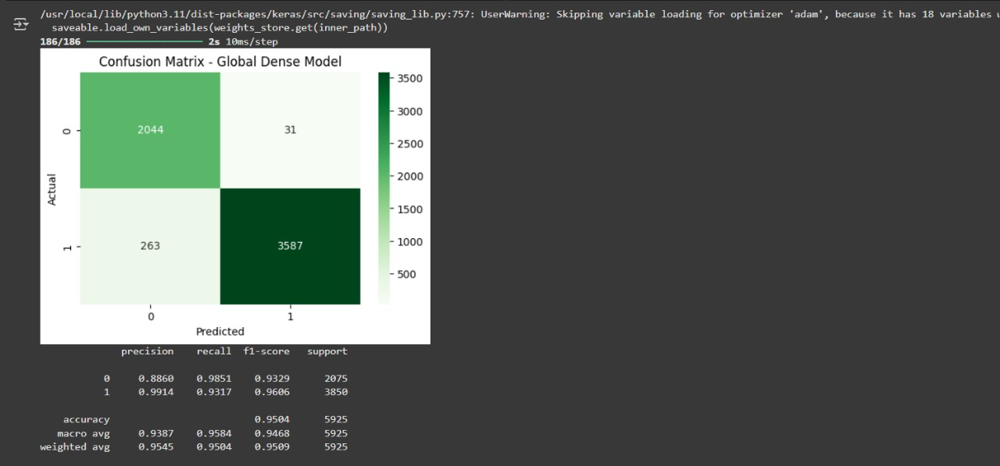 /usr/local/lib/python3.11/dist-packages/keras/src/saving/saving_lib.py:757: UserWarning: Skipping variable loading for optimizer 'adam', because it has 18 variables
saveable.load_own_variables(weights_store.get(inner_path))
186/186 ━━━━━━━━━━━━━━━━━━━━ 2s 10ms/step
Confusion Matrix - Global Dense Model
3500
3000
2500
2000
1500
1000
500
Actual
0
2044 31
1
263 3587
0 1
Predicted
precision recall f1-score support
0 0.8860 0.9851 0.9329 2075
1 0.9914 0.9317 0.9606 3850
accuracy 0.9504 5925
macro avg 0.9387 0.9584 0.9468 5925
weighted avg 0.9545 0.9504 0.9509 5925